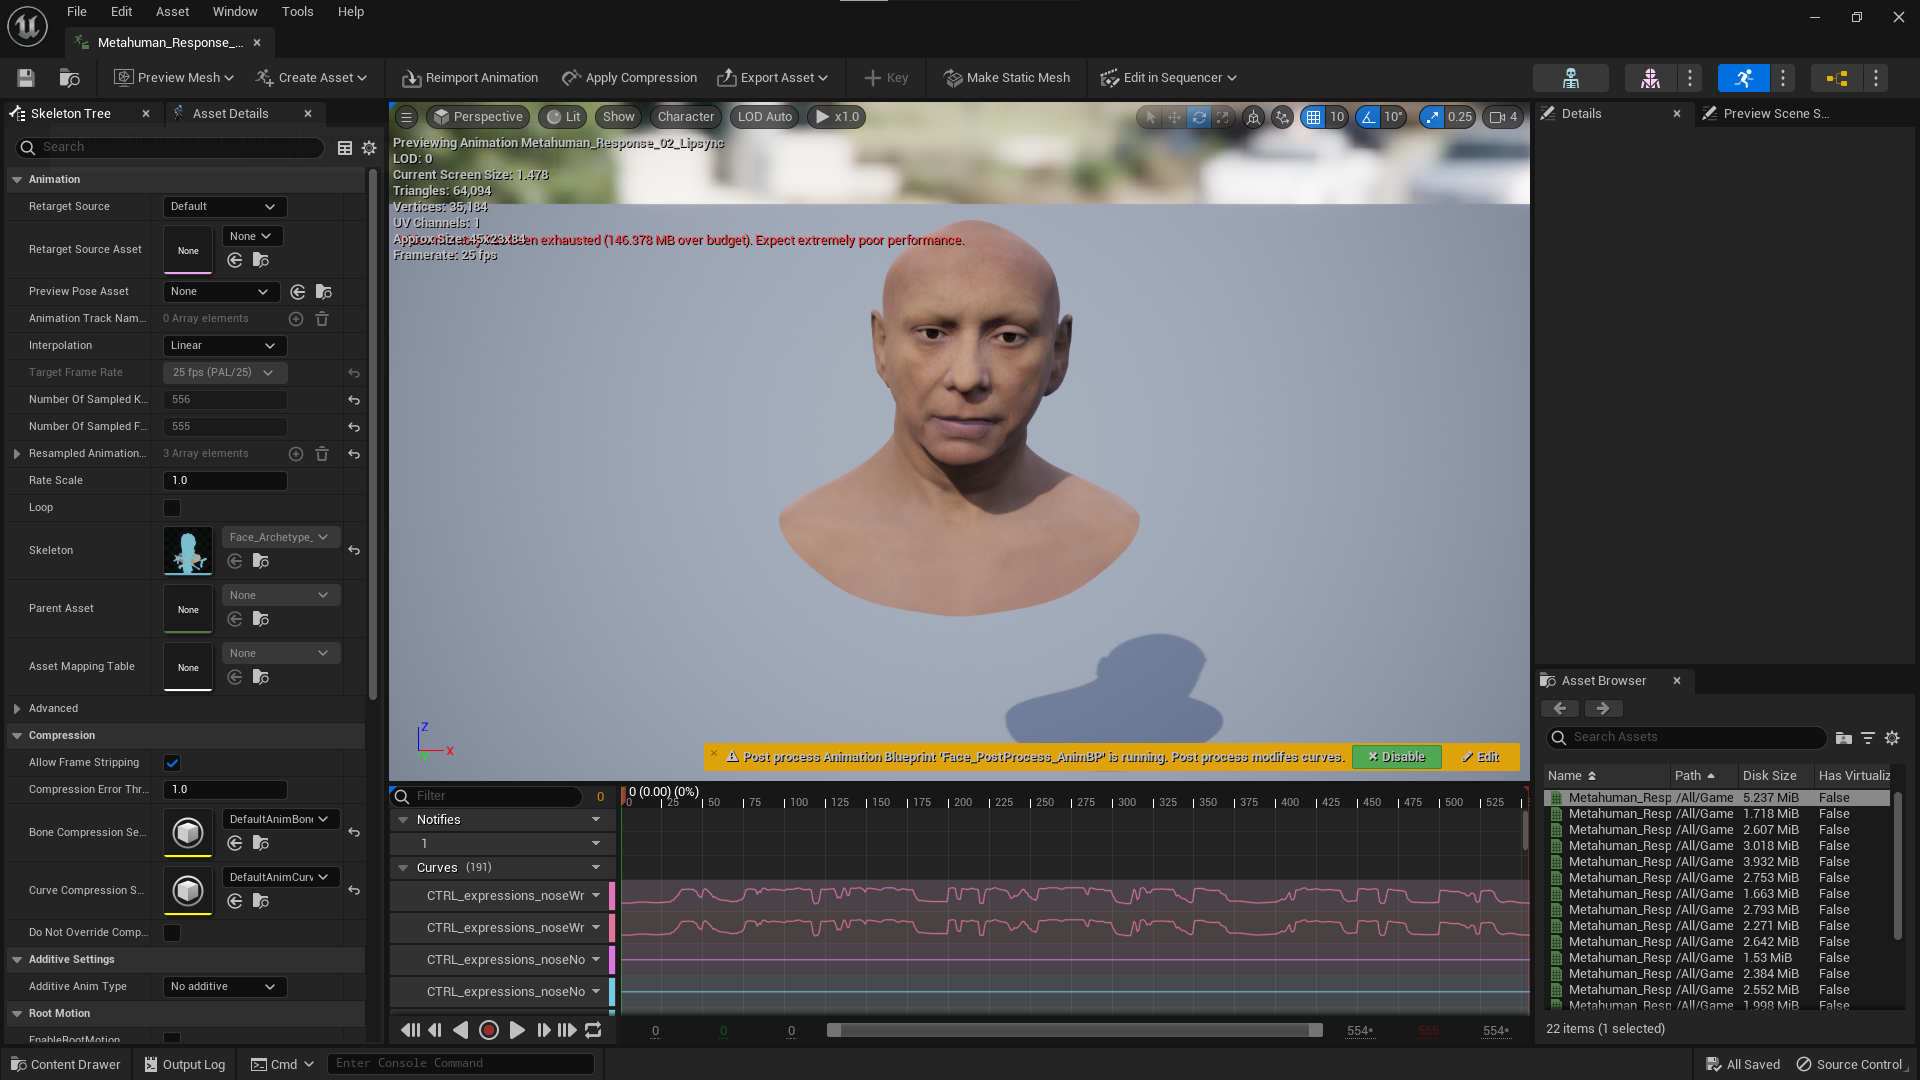 File Edit Asset Window Tools Help
Metahuman_Response_...
Preview Mesh Create Asset Reimport Animation Apply Compression Export Asset Key Make Static Mesh Edit in Sequencer
Skeleton Tree Asset Details
Search
Animation
Retarget Source Default
Retarget Source Asset None None
Preview Pose Asset None
Animation Track Nam... 0 Array elements
Interpolation Linear
Target Frame Rate 25 fps (PAL/25)
Number Of Sampled K... 556
Number Of Sampled F... 555
Resampled Animation... 3 Array elements
Rate Scale 1.0
Loop
Skeleton Face_Archetype_
Parent Asset None None
Asset Mapping Table None None
Advanced
Compression
Allow Frame Stripping
Compression Error Thr... 1.0
Bone Compression Se... DefaultAnimBone
Curve Compression S... DefaultAnimCurv
Do Not Override Comp...
Additive Settings
Additive Anim Type No additive
Root Motion
EnableRootMotion
Perspective Lit Show Character LOD Auto x1.0 10 10° 0.25 4
Previewing Animation Metahuman_Response_02_Lipsync
LOD: 0
Current Screen Size: 1.478
Triangles: 64,094
Vertices: 35,184
UV Channels: 1
Approx Size: 45x23x84
exhausted (146.378 MB over budget). Expect extremely poor performance.
Framerate: 25 fps
Z
X
Y
Post process Animation Blueprint 'Face_PostProcess_AnimBP' is running. Post process modifes curves. Disable Edit
Filter 0
0 (0.00) (0%)
0 25 50 75 100 125 150 175 200 225 250 275 300 325 350 375 400 425 450 475 500 525
Notifies
1
Curves (191)
CTRL_expressions_noseWr
CTRL_expressions_noseWr
CTRL_expressions_noseNo
CTRL_expressions_noseNo
0 0 0 554* 555 554*
Details Preview Scene S...
Asset Browser
Search Assets
Name Path Disk Size Has Virtualiz
Metahuman_Resp /All/Game 5.237 MiB False
Metahuman_Resp /All/Game 1.718 MiB False
Metahuman_Resp /All/Game 2.607 MiB False
Metahuman_Resp /All/Game 3.018 MiB False
Metahuman_Resp /All/Game 3.932 MiB False
Metahuman_Resp /All/Game 2.753 MiB False
Metahuman_Resp /All/Game 1.663 MiB False
Metahuman_Resp /All/Game 2.793 MiB False
Metahuman_Resp /All/Game 2.271 MiB False
Metahuman_Resp /All/Game 2.642 MiB False
Metahuman_Resp /All/Game 1.53 MiB False
Metahuman_Resp /All/Game 2.384 MiB False
Metahuman_Resp /All/Game 2.552 MiB False
Metahuman_Resp /All/Game 1.998 MiB False
22 items (1 selected)
Content Drawer Output Log Cmd Enter Console Command All Saved Source Control